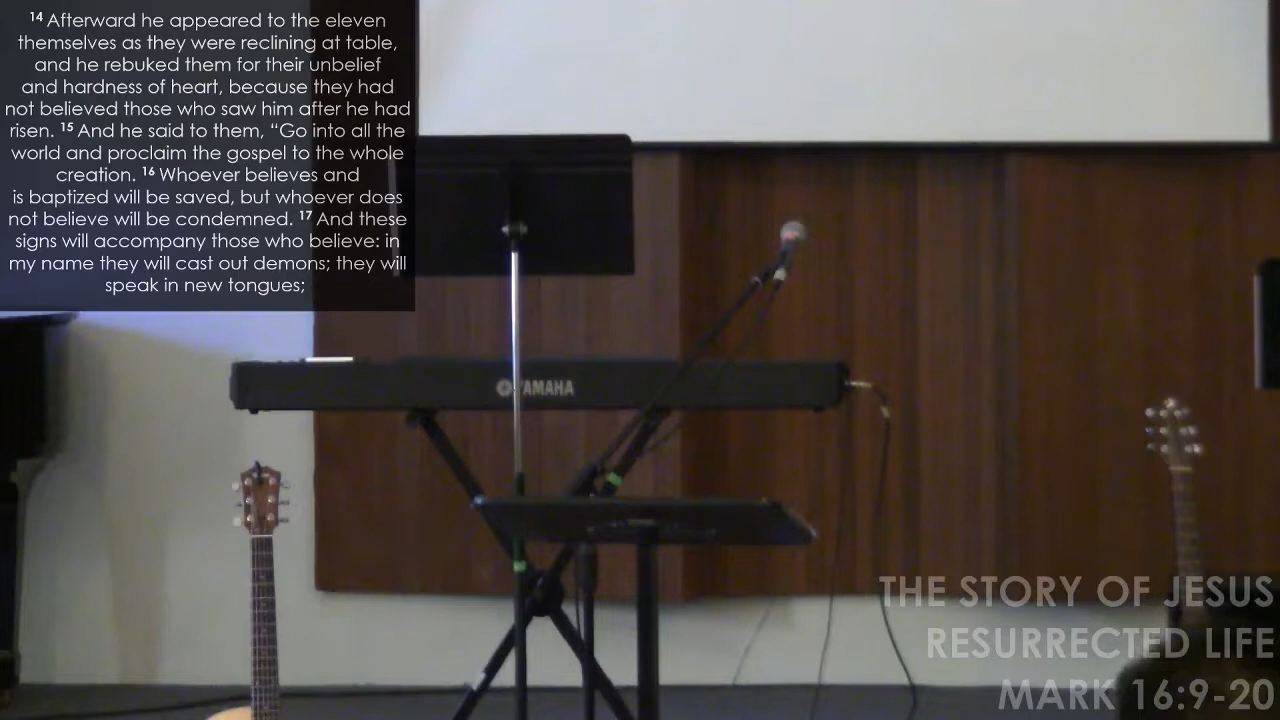 14 Afterward he appeared to the eleven
themselves as they were reclining at table,
and he rebuked them for their unbelief
and hardness of heart, because they had
not believed those who saw him after he had
risen. 15 And he said to them, “Go into all the
world and proclaim the gospel to the whole
creation. 16 Whoever believes and
is baptized will be saved, but whoever does
not believe will be condemned. 17 And these
signs will accompany those who believe: in
my name they will cast out demons; they will
speak in new tongues;
YAMAHA
THE STORY OF JESUS
RESURRECTED LIFE
MARK 16:9-20